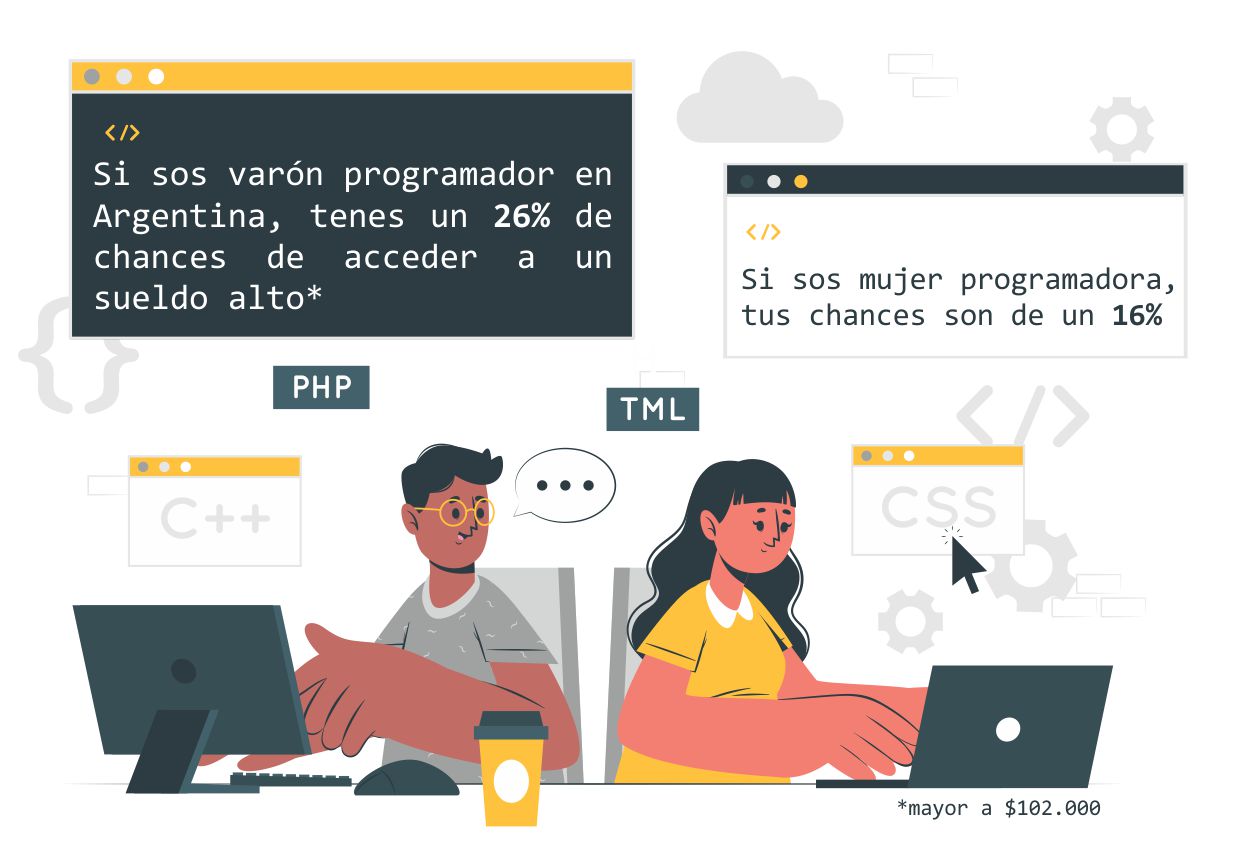 </>
Si sos varón programador en
Argentina, tenes un 26% de
chances de acceder a un
sueldo alto*
</>
Si sos mujer programadora,
tus chances son de un 16%
PHP
TML
</>
C++
CSS
*mayor a $102.000